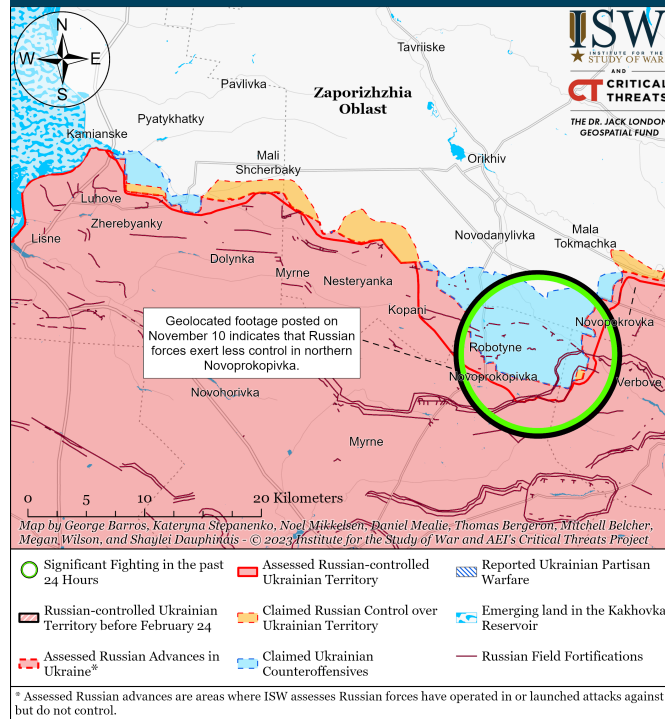 N
W
E
S
ISW
INSTITUTE FOR THE
STUDY OF WAR
AND
CT CRITICAL
THREATS
THE DR. JACK LONDON
GEOSPATIAL FUND
Tavriiske
Pavlivka
Zaporizhzhia
Oblast
Pyatykhatky
Kamianske
Mali
Shcherbaky
Orikhiv
Luhove
Zherebyanky
Lisne
Novodanylivka
Mala
Tokmachka
Dolynka
Myrne
Nesteryanka
Kopani
Novopokrovka
Geolocated footage posted on
November 10 indicates that Russian
forces exert less control in northern
Novoprokopivka.
Robotyne
Novoprokopivka
Verbove
Novohorivka
Myrne
0 5 10 20 Kilometers
Map by George Barros, Kateryna Stepanenko, Noel Mikkelsen, Daniel Mealie, Thomas Bergeron, Mitchell Belcher,
Megan Wilson, and Shaylei Dauphinais - © 2023 Institute for the Study of War and AEI's Critical Threats Project
Significant Fighting in the past
24 Hours
Assessed Russian-controlled
Ukrainian Territory
Reported Ukrainian Partisan
Warfare
Russian-controlled Ukrainian
Territory before February 24
Claimed Russian Control over
Ukrainian Territory
Emerging land in the Kakhovka
Reservoir
Assessed Russian Advances in
Ukraine*
Claimed Ukrainian
Counteroffensives
Russian Field Fortifications
* Assessed Russian advances are areas where ISW assesses Russian forces have operated in or launched attacks against
but do not control.